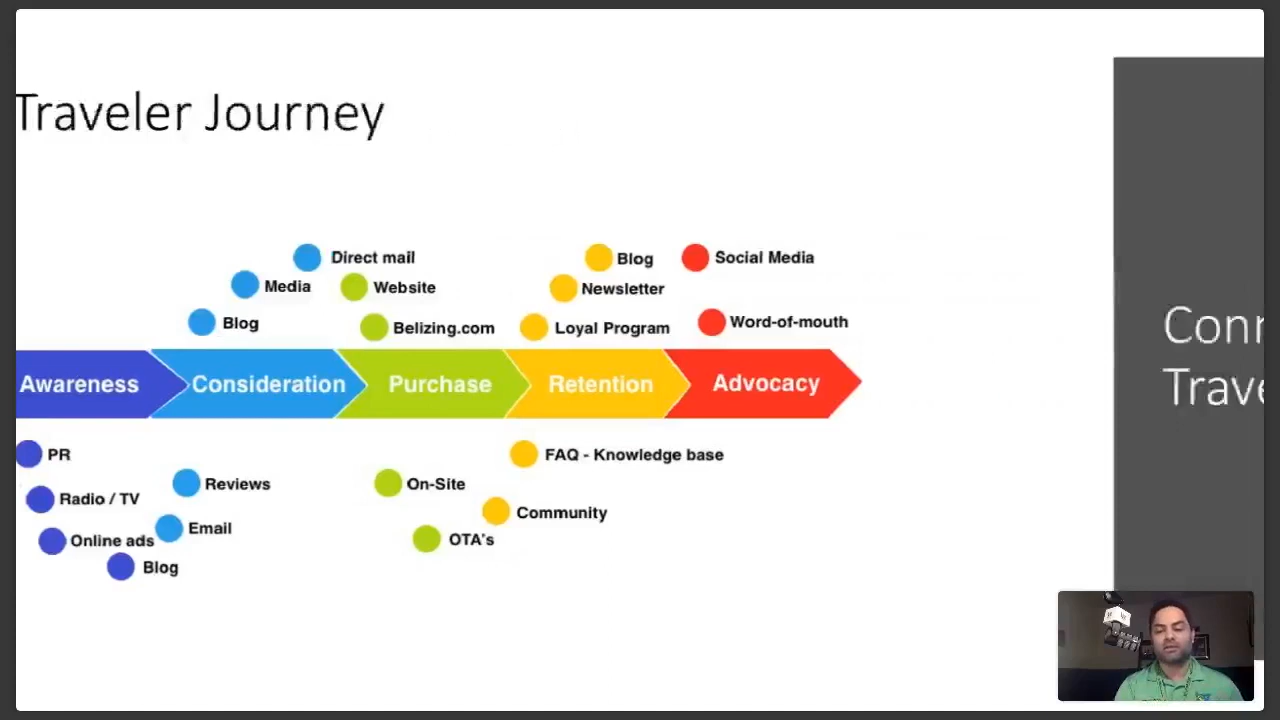 Traveler Journey
Direct mail
Blog
Social Media
Media
Website
Newsletter
Blog
Belizing.com
Loyal Program
Word-of-mouth
Awareness
Consideration
Purchase
Retention
Advocacy
PR
FAQ - Knowledge base
Radio / TV
Reviews
On-Site
Community
Online ads
Email
OTA's
Blog